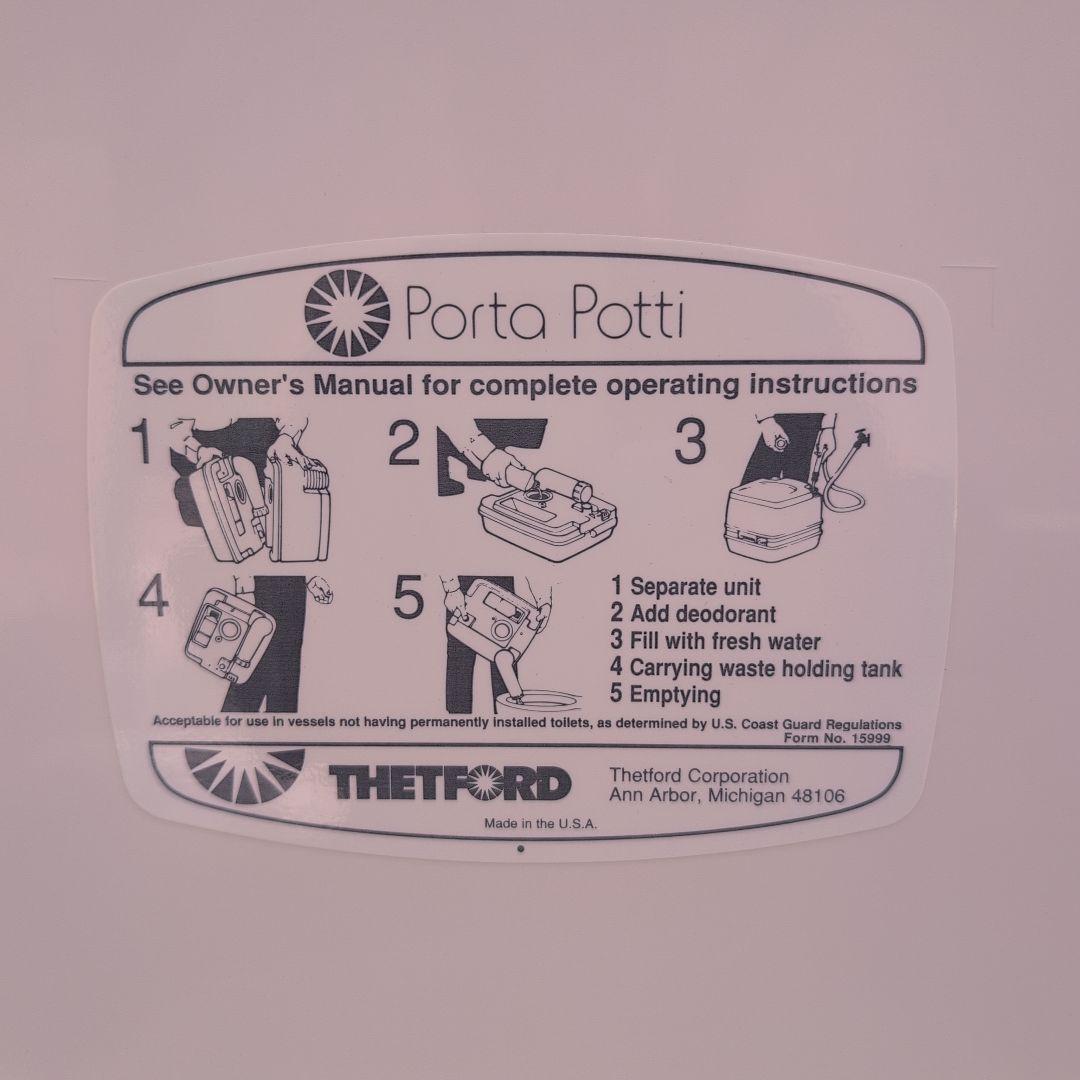 Porta Potti
See Owner's Manual for complete operating instructions
1
2
3
4
5
1 Separate unit
2 Add deodorant
3 Fill with fresh water
4 Carrying waste holding tank
5 Emptying
Acceptable for use in vessels not having permanently installed toilets, as determined by U.S. Coast Guard Regulations
Form No. 15999
THETFORD
Thetford Corporation
Ann Arbor, Michigan 48106
Made in the U.S.A.